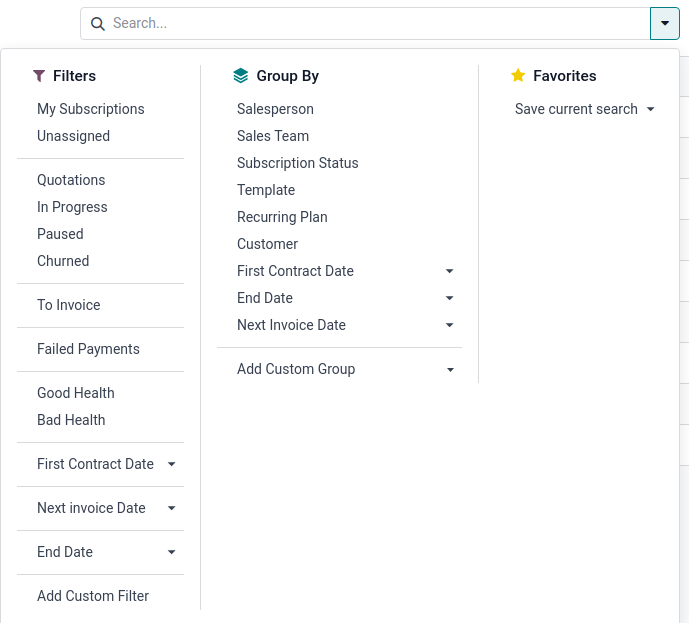 Search...
Filters
My Subscriptions
Unassigned
Quotations
In Progress
Paused
Churned
To Invoice
Failed Payments
Good Health
Bad Health
First Contract Date
Next invoice Date
End Date
Add Custom Filter
Group By
Salesperson
Sales Team
Subscription Status
Template
Recurring Plan
Customer
First Contract Date
End Date
Next Invoice Date
Add Custom Group
Favorites
Save current search